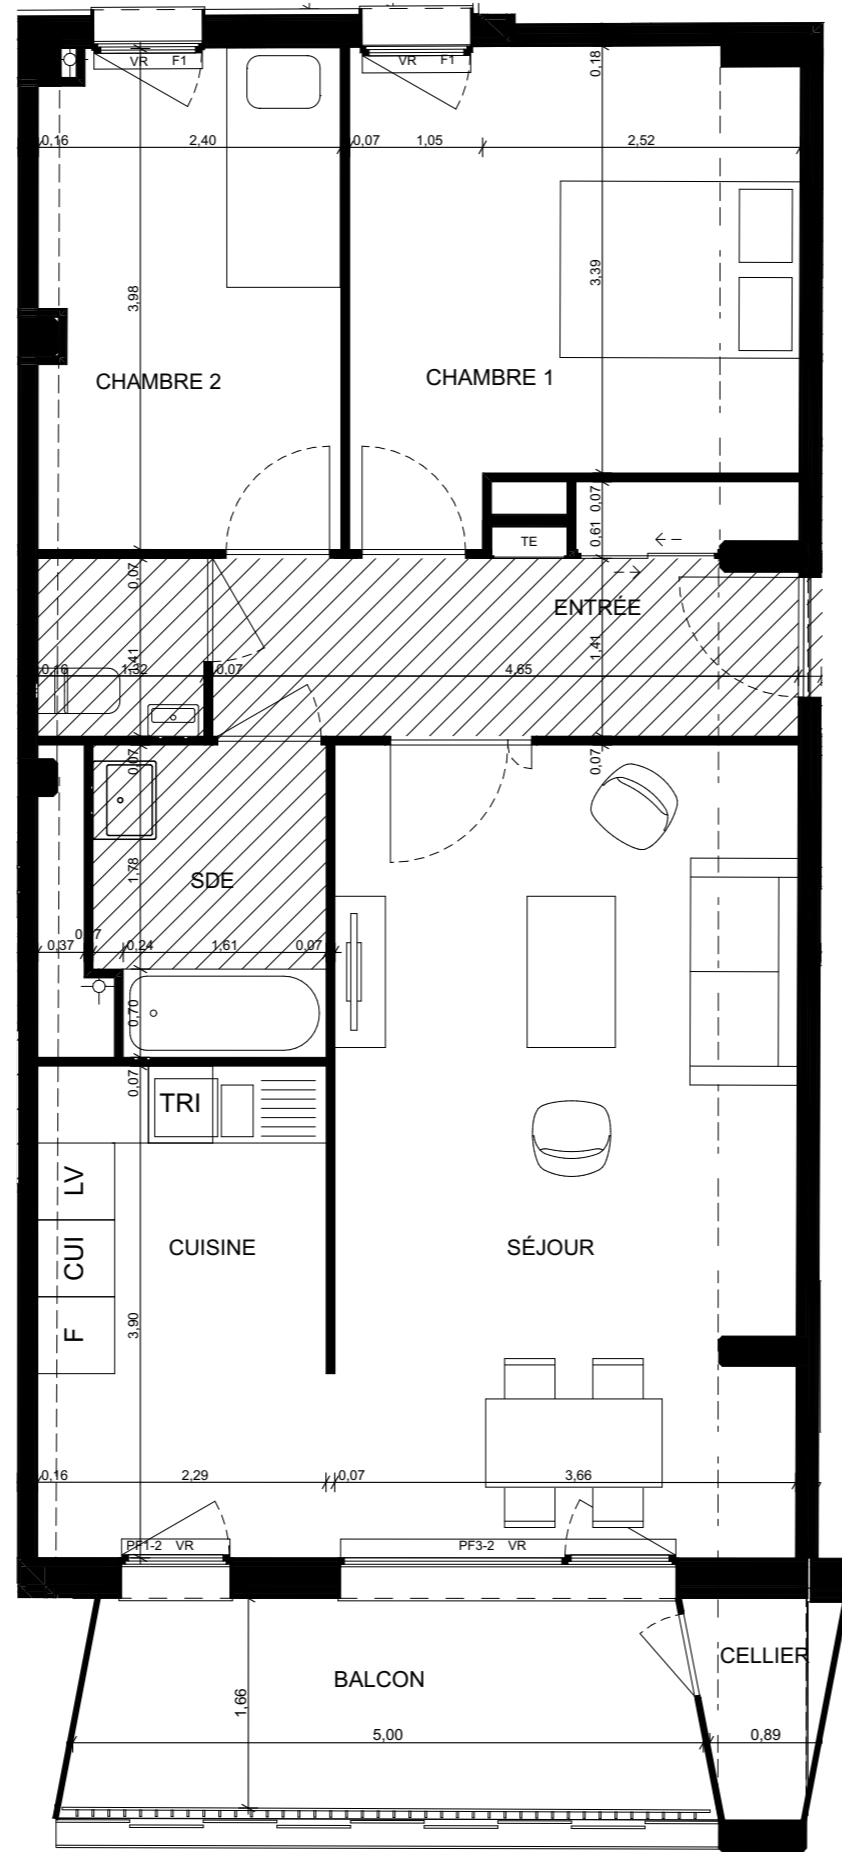 VR F1
VR F1
0,18
0,16
2,40
0,07
1,05
2,52
3,98
3,39
CHAMBRE 2
CHAMBRE 1
0,07
0,61
TE
0,07
ENTRÉE
1,41
1,41
0,16
1,32
0,07
4,65
0,07
0,07
1,78
SDE
0,37
0,07
0,24
1,61
0,07
0,70
0,07
TRI
LV
CUISINE
SÉJOUR
CUI
F
3,90
0,16
2,29
0,07
3,66
PF1-2 VR
PF3-2 VR
CELLIER
BALCON
1,66
5,00
0,89